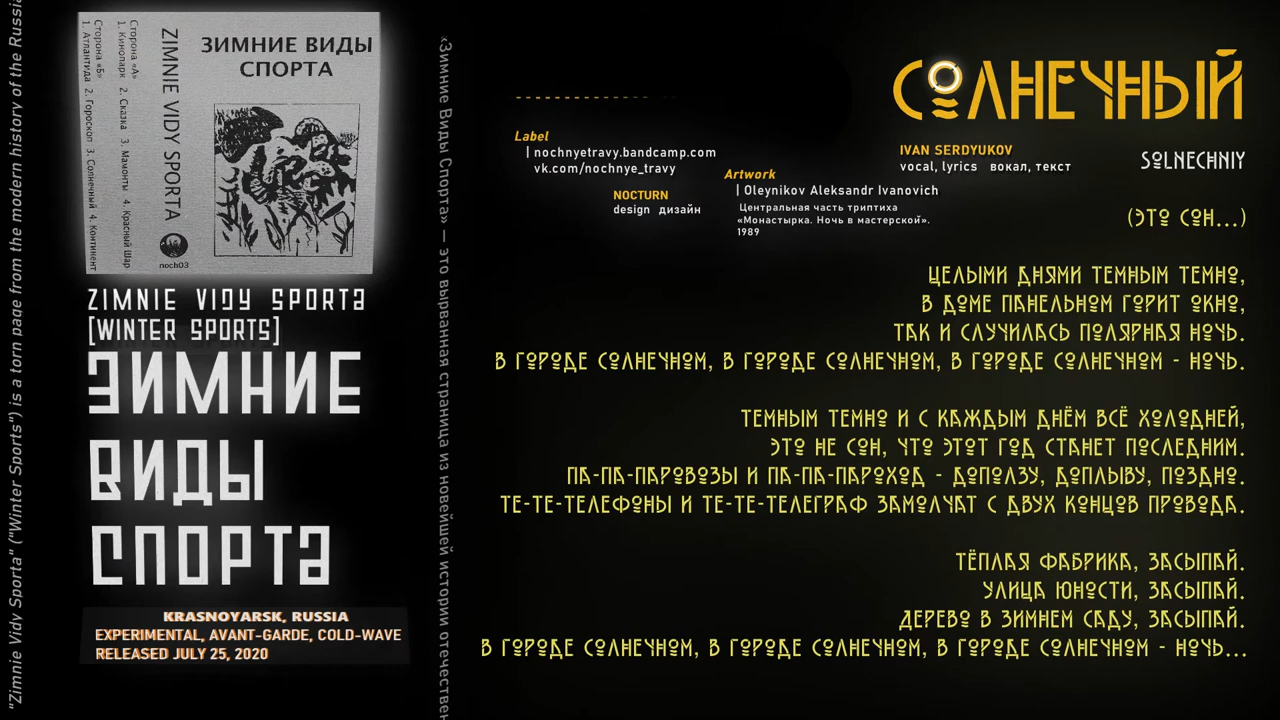 "Zimnie Vidy Sporta" ("Winter Sports") is a torn page from the modern history of the Russia
Сторона «Б»
1. Атлантида 2. Гороскоп 3. Солнечный 4. Континент
Сторона «А»
1. Кинопарк 2. Сказка 3. Мамонты 4. Красный Шар
ZIMNIE VIDY SPORTA
ЗИМНИЕ ВИДЫ
СПОРТА
noch03
ZIMNIE VIDY SPORTA
[WINTER SPORTS]
ЗИМНИЕ
ВИДЫ
СПОРТА
KRASNOYARSK, RUSSIA
EXPERIMENTAL, AVANT-GARDE, COLD-WAVE
RELEASED JULY 25, 2020
«Зимние Виды Спорта» — это вырванная страница из новейшей истории отечествен
Label
| nochnyetravy.bandcamp.com
vk.com/nochnye_travy
NOCTURN
design дизайн
Artwork
| Oleynikov Aleksandr Ivanovich
Центральная часть триптиха
«Монастырка. Ночь в мастерской".
1989
СОЛНЕЧНЫЙ
IVAN SERDYUKOV
vocal, lyrics вокал, текст
SOLNECHNIY
(ЭТО СОН...)
ЦЕЛЫМИ ДНЯМИ ТЕМНЫМ ТЕМНО,
В ДОМЕ ПАНЕЛЬНОМ ГОРИТ ОКНО,
ТАК И СЛУЧИЛАСЬ ПОЛЯРНАЯ НОЧЬ.
В ГОРОДЕ СОЛНЕЧНОМ, В ГОРОДЕ СОЛНЕЧНОМ, В ГОРОДЕ СОЛНЕЧНОМ - НОЧЬ.
ТЕМНЫМ ТЕМНО И С КАЖДЫМ ДНЁМ ВСЁ ХОЛОДНЕЙ,
ЭТО НЕ СОН, ЧТО ЭТОТ ГОД СТАНЕТ ПОСЛЕДНИМ.
ПА-ПА-ПАРОВОЗЫ И ПА-ПА-ПАРОХОД - ДОПОЛЗУ, ДОПЛЫВУ, ПОЗДНО.
ТЕ-ТЕ-ТЕЛЕФОНЫ И ТЕ-ТЕ-ТЕЛЕГРАФ ЗАМОЛЧАТ С ДВУХ КОНЦОВ ПРОВОДА.
ТЁПЛАЯ ФАБРИКА, ЗАСЫПАЙ.
УЛИЦА ЮНОСТИ, ЗАСЫПАЙ.
ДЕРЕВО В ЗИМНЕМ САДУ, ЗАСЫПАЙ.
В ГОРОДЕ СОЛНЕЧНОМ, В ГОРОДЕ СОЛНЕЧНОМ, В ГОРОДЕ СОЛНЕЧНОМ - НОЧЬ...